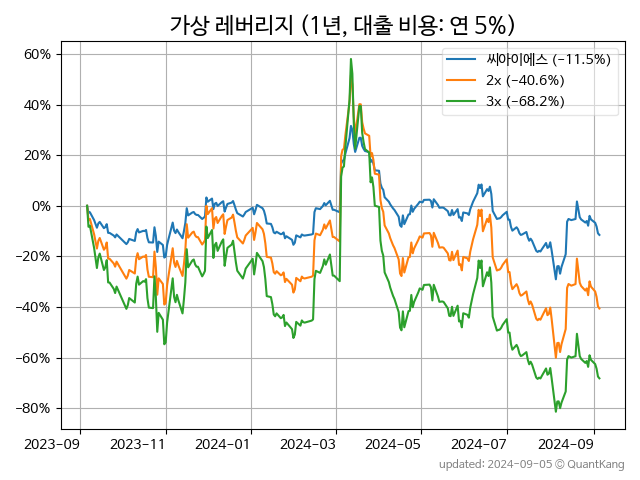 가상 레버리지 (1년, 대출 비용: 연 5%)
씨아이에스 (-11.5%)
2x (-40.6%)
3x (-68.2%)
60%
40%
20%
0%
-20%
-40%
-60%
-80%
2023-09 2023-11 2024-01 2024-03 2024-05 2024-07 2024-09
updated: 2024-09-05 © QuantKang